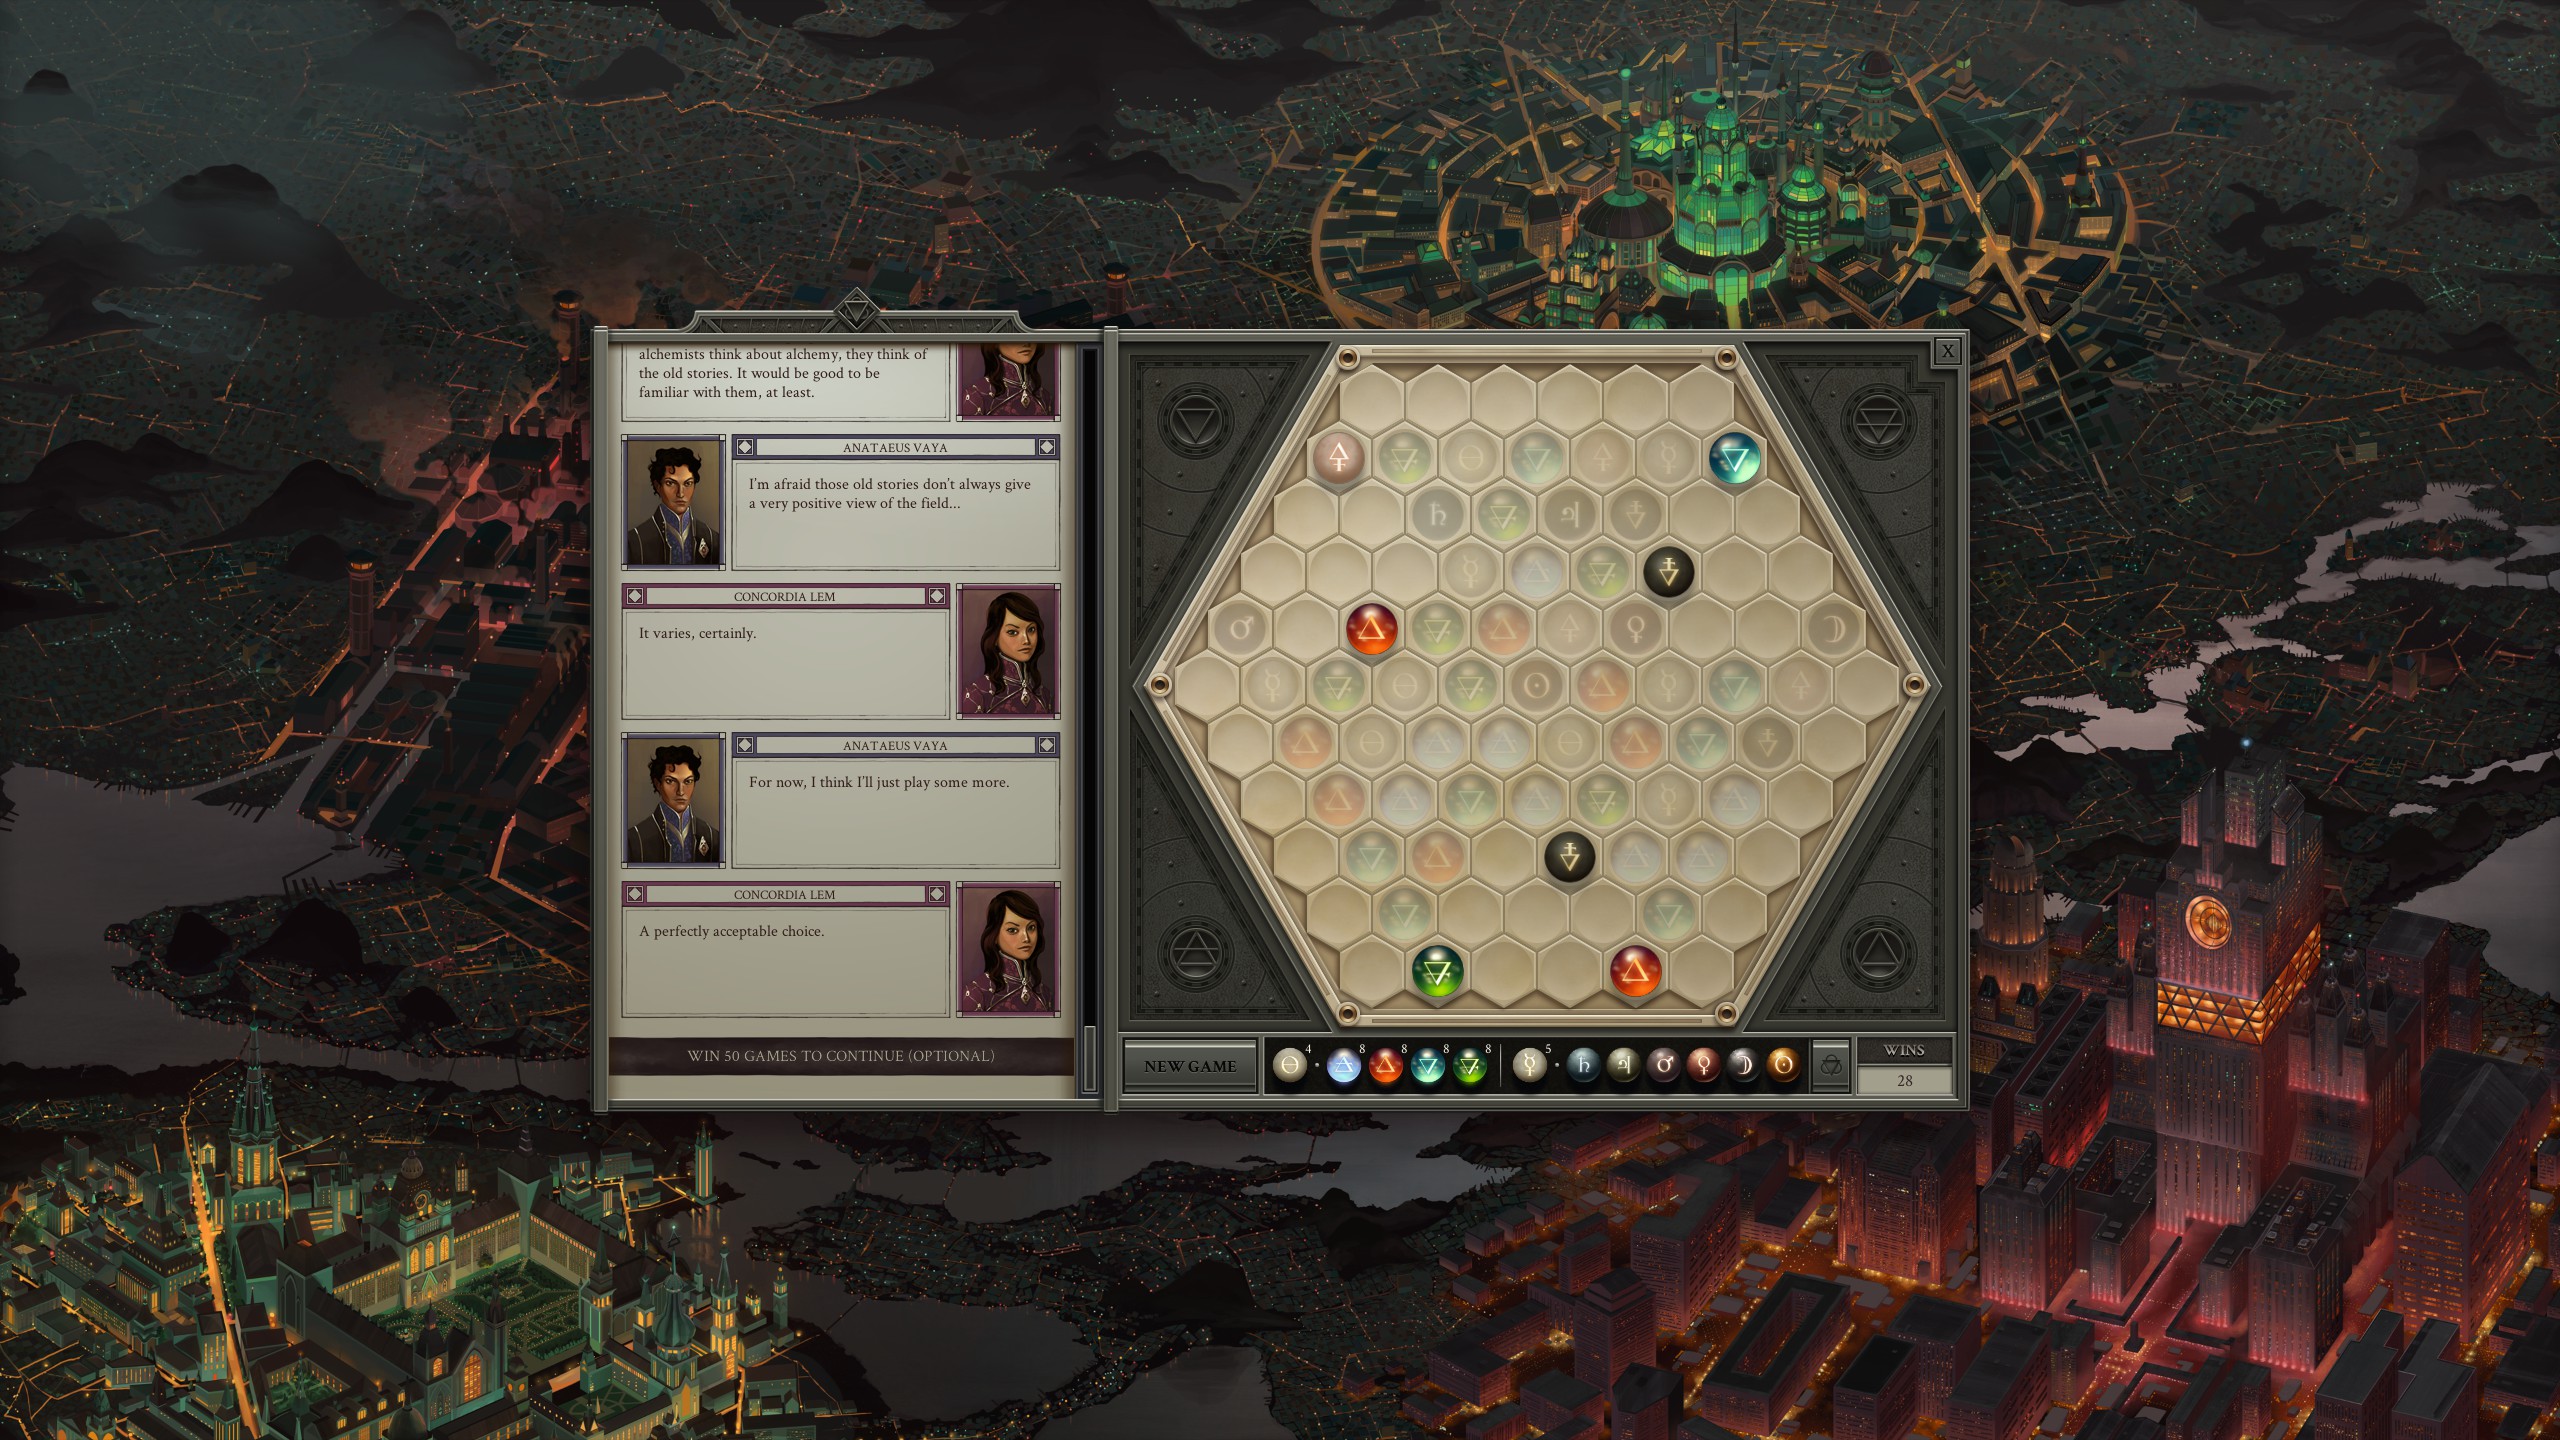 alchemists think about alchemy, they think of
the old stories. It would be good to be
familiar with them, at least.
ANATAEUS VAYA
I'm afraid those old stories don't always give
a very positive view of the field...
CONCORDIA LEM
It varies, certainly.
ANATAEUS VAYA
For now, I think I'll just play some more.
CONCORDIA LEM
A perfectly acceptable choice.
WIN 50 GAMES TO CONTINUE (OPTIONAL)
X
NEW GAME
4 8 8 8 8 5
WINS
28